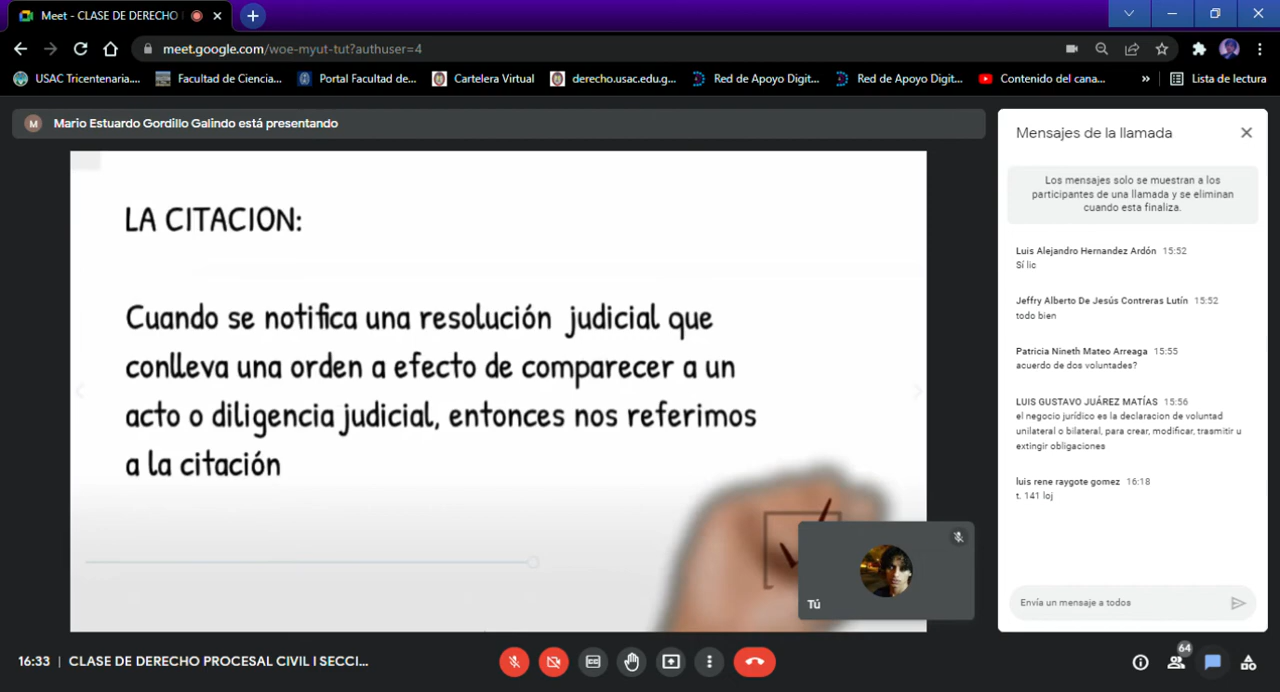 Meet - CLASE DE DERECHO
meet.google.com/woe-myut-tut?authuser=4
USAC Tricentenaria.... Facultad de Ciencia... Portal Facultad de... Cartelera Virtual derecho.usac.edu.g... Red de Apoyo Digit... Red de Apoyo Digit... Contenido del cana... » Lista de lectura
M Mario Estuardo Gordillo Galindo está presentando
LA CITACION:
Cuando se notifica una resolución judicial que
conlleva una orden a efecto de comparecer a un
acto o diligencia judicial, entonces nos referimos
a la citación
Tú
Mensajes de la llamada
Los mensajes solo se muestran a los
participantes de una llamada y se eliminan
cuando esta finaliza.
Luis Alejandro Hernandez Ardón 15:52
Sí lic
Jeffry Alberto De Jesús Contreras Lutín 15:52
todo bien
Patricia Nineth Mateo Arreaga 15:55
acuerdo de dos voluntades?
LUIS GUSTAVO JUÁREZ MATÍAS 15:56
el negocio jurídico es la declaracion de voluntad
unilateral o bilateral, para crear, modificar, trasmitir u
extingir obligaciones
luis rene raygote gomez 16:18
t. 141 loj
Envía un mensaje a todos
16:33 | CLASE DE DERECHO PROCESAL CIVIL I SECCI...
64